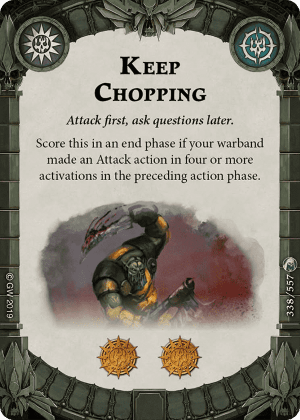 KEEP
CHOPPING
Attack first, ask questions later.
Score this in an end phase if your warband
made an Attack action in four or more
activations in the preceding action phase.
© GW 2019
338/557